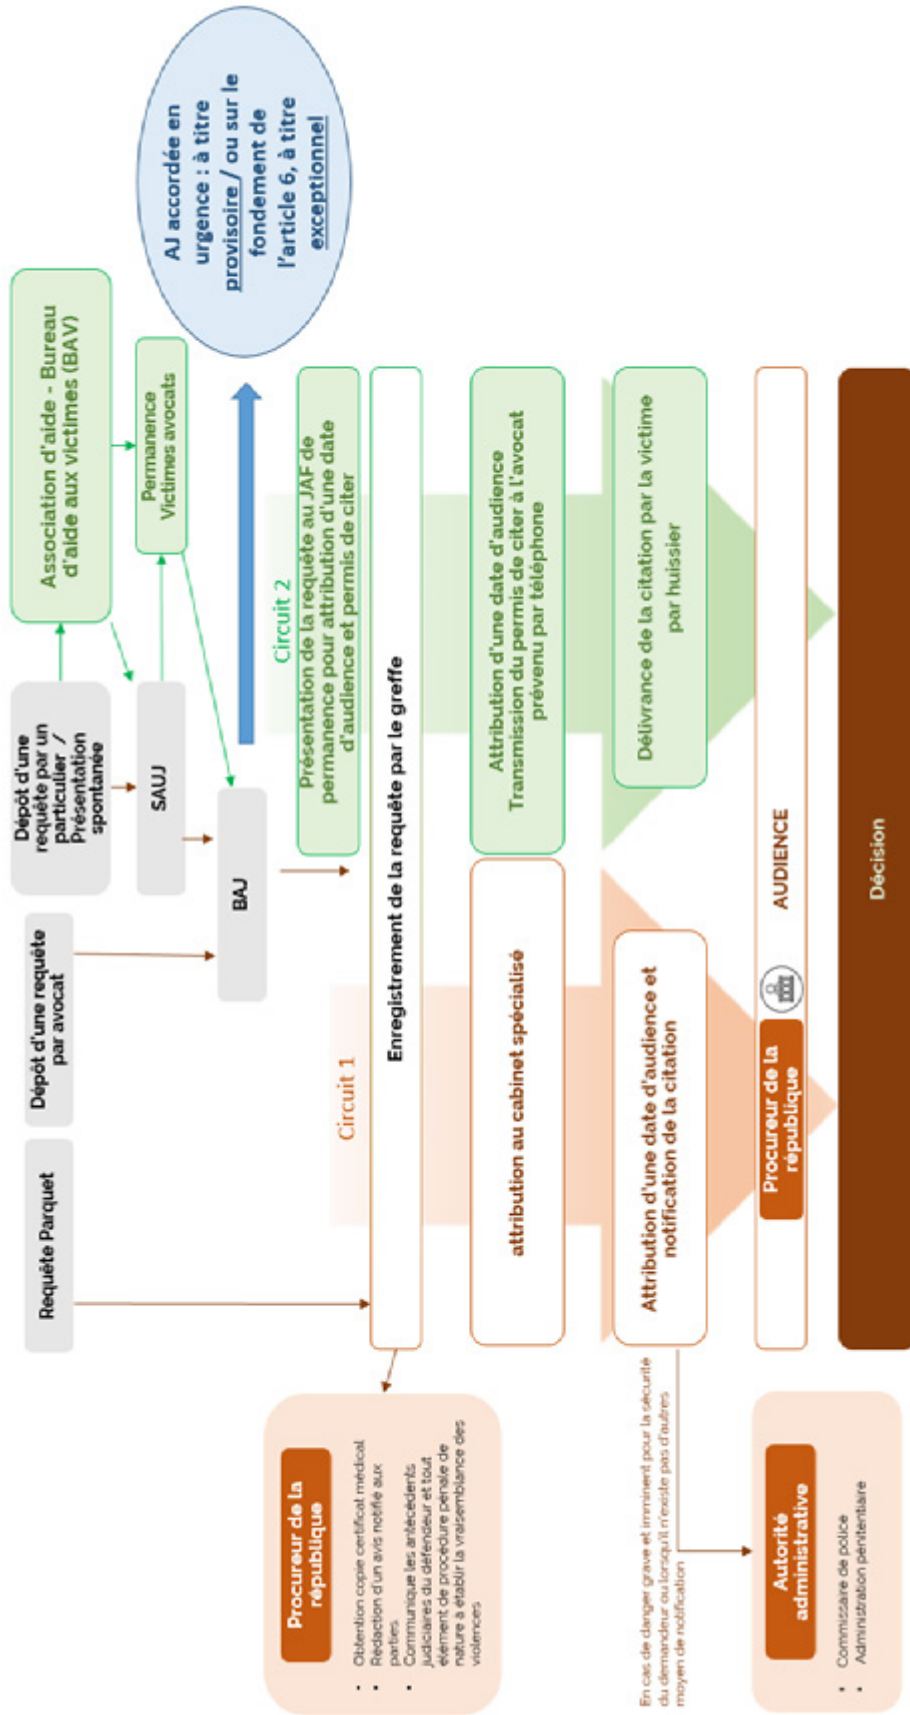 Requête Parquet
Dépôt d'une requête
par avocat
Dépôt d'une
requête par un
particulier /
Présentation
spontanée
Association d'aide - Bureau
d'aide aux victimes (BAV)
SAUJ
Permanence
Victimes avocats
BAJ
AJ accordée en
urgence : à titre
provisoire / ou sur le
fondement de
l'article 6, à titre
exceptionnel
Circuit 1
Circuit 2
Présentation de la requête au JAF de
permanence pour attribution d'une date
d'audience et permis de citer
Enregistrement de la requête par le greffe
Procureur de la
république
• Obtention copie certificat médical
• Rédaction d'un avis notifié aux
parties
• Communique les antécédents
judiciaires du défendeur et tout
élément de procédure pénale de
nature à établir la vraisemblance des
violences
attribution au cabinet spécialisé
Attribution d'une date d'audience
Transmission du permis de citer à l'avocat
prévenu par téléphone
Attribution d'une date d'audience et
notification de la citation
Délivrance de la citation par la victime
par huissier
En cas de danger grave et imminent pour la sécurité
du demandeur ou lorsqu'il n'existe pas d'autres
moyen de notification
Autorité
administrative
• Commissaire de police
• Administration pénitentiaire
Procureur de la
république
AUDIENCE
Décision